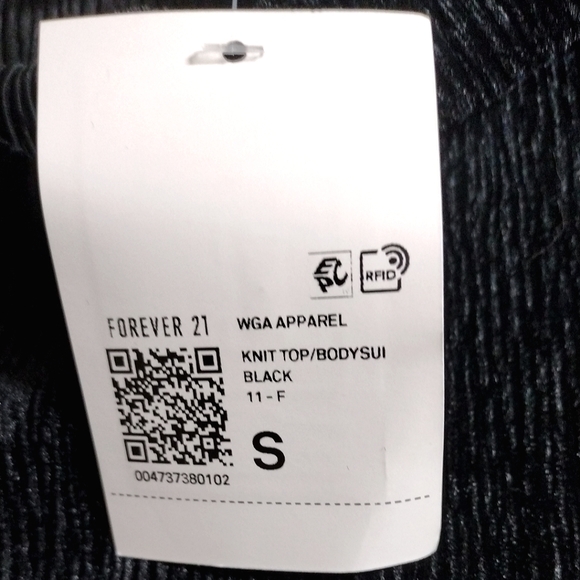 EPC
RFID
FOREVER 21
WGA APPAREL
KNIT TOP/BODYSUI
BLACK
11 - F
S
004737380102